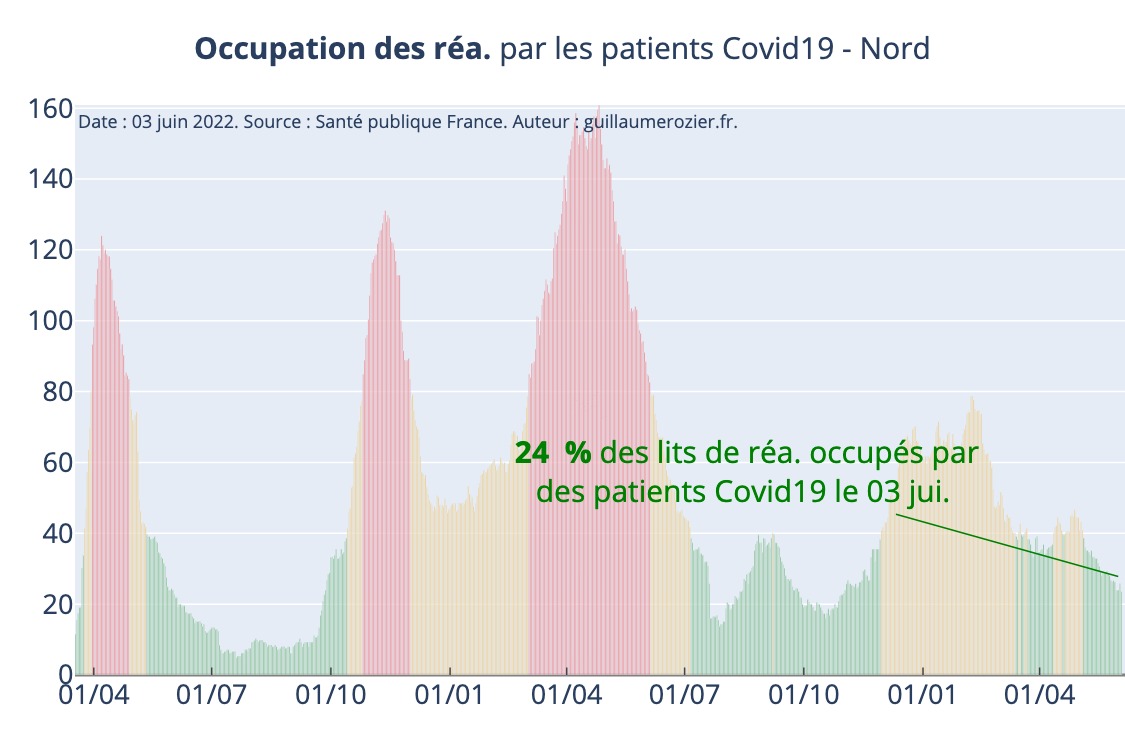 Occupation des réa. par les patients Covid19 - Nord
160
Date : 03 juin 2022. Source : Santé publique France. Auteur : guillaumerozier.fr.
140
120
100
80
60
24 % des lits de réa. occupés par
des patients Covid19 le 03 jui.
40
20
0
01/04 01/07 01/10 01/01 01/04 01/07 01/10 01/01 01/04